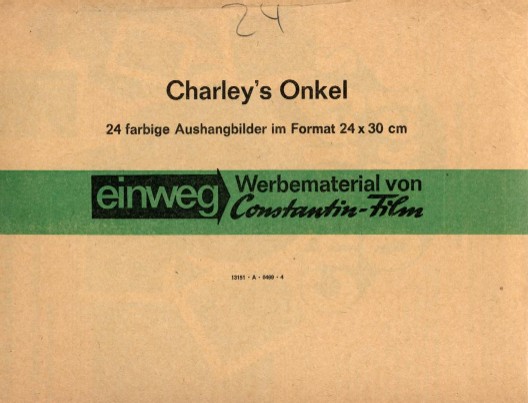 24
Charley's Onkel
24 farbige Aushangbilder im Format 24 x 30 cm
einweg Werbematerial von
Constantin-Film